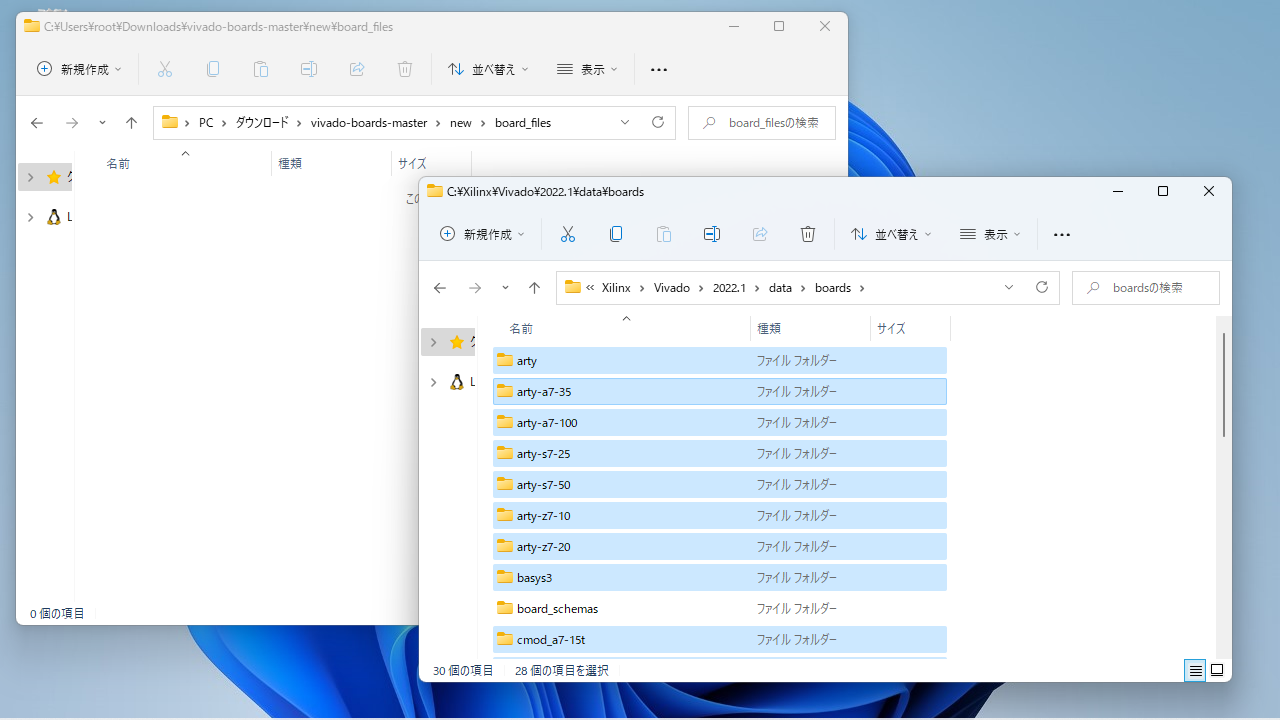 C:¥Users¥root¥Downloads¥vivado-boards-master¥new¥board_files
新規作成
並べ替え
表示
PC > ダウンロード > vivado-boards-master > new > board_files
board_filesの検索
名前 種類 サイズ
0 個の項目
C:¥Xilinx¥Vivado¥2022.1¥data¥boards
新規作成
並べ替え
表示
« Xilinx > Vivado > 2022.1 > data > boards >
boardsの検索
名前 種類 サイズ
arty ファイル フォルダー
arty-a7-35 ファイル フォルダー
arty-a7-100 ファイル フォルダー
arty-s7-25 ファイル フォルダー
arty-s7-50 ファイル フォルダー
arty-z7-10 ファイル フォルダー
arty-z7-20 ファイル フォルダー
basys3 ファイル フォルダー
board_schemas ファイル フォルダー
cmod_a7-15t ファイル フォルダー
30 個の項目 28 個の項目を選択